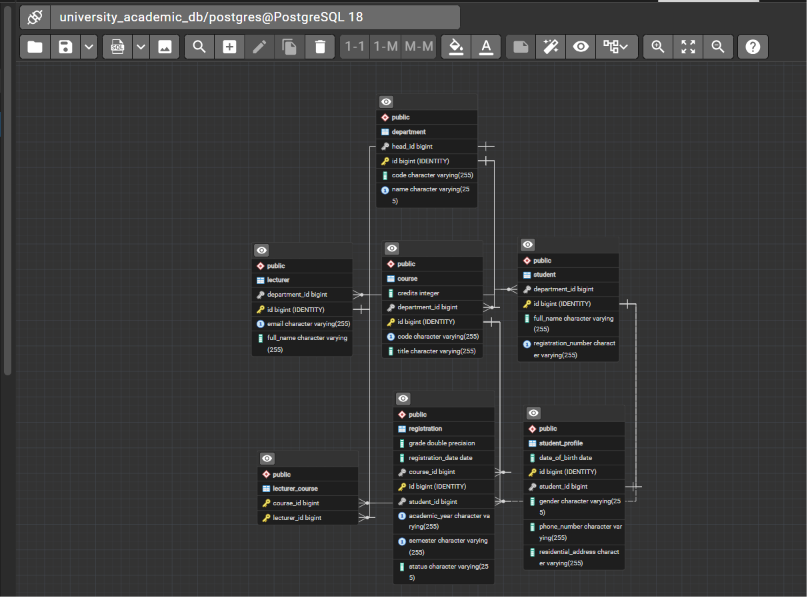 university_academic_db/postgres@PostgreSQL 18
SQL
1-1
1-M
M-M
public
department
head_id bigint
id bigint (IDENTITY)
code character varying(255)
name character varying(25
5)
public
lecturer
department_id bigint
id bigint (IDENTITY)
email character varying(255)
full_name character varying
(255)
public
course
credits integer
department_id bigint
id bigint (IDENTITY)
code character varying(255)
title character varying(255)
public
student
department_id bigint
id bigint (IDENTITY)
full_name character varying
(255)
registration_number charact
er varying(255)
public
lecturer_course
course_id bigint
lecturer_id bigint
public
registration
grade double precision
registration_date date
course_id bigint
id bigint (IDENTITY)
student_id bigint
academic_year character va
rying(255)
semester character varying
(255)
status character varying(25
5)
public
student_profile
date_of_birth date
id bigint (IDENTITY)
student_id bigint
gender character varying(25
5)
phone_number character var
ying(255)
residential_address charact
er varying(255)